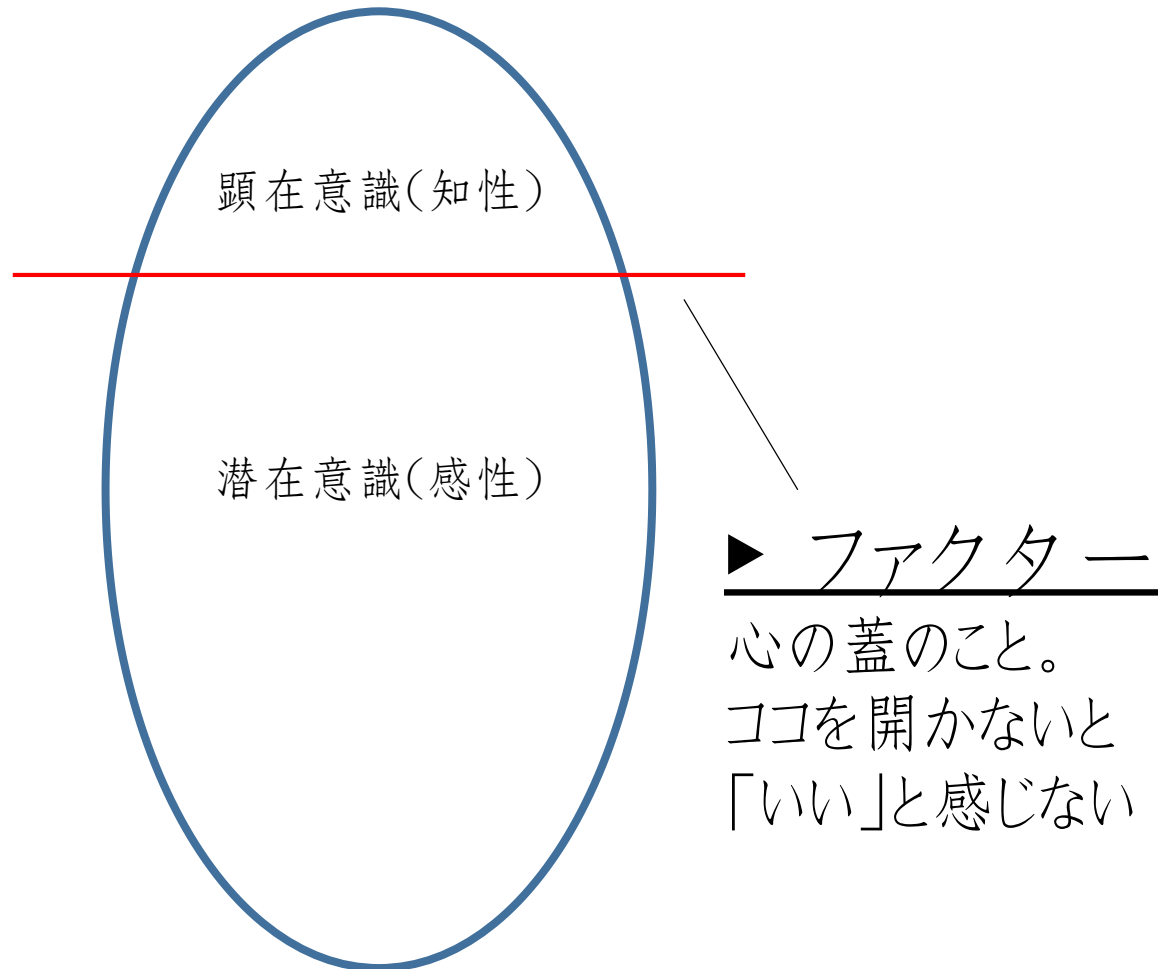 顕在意識(知性)
潜在意識(感性)
▶ ファクター
心の蓋のこと。
ココを開かないと
「いい」と感じない